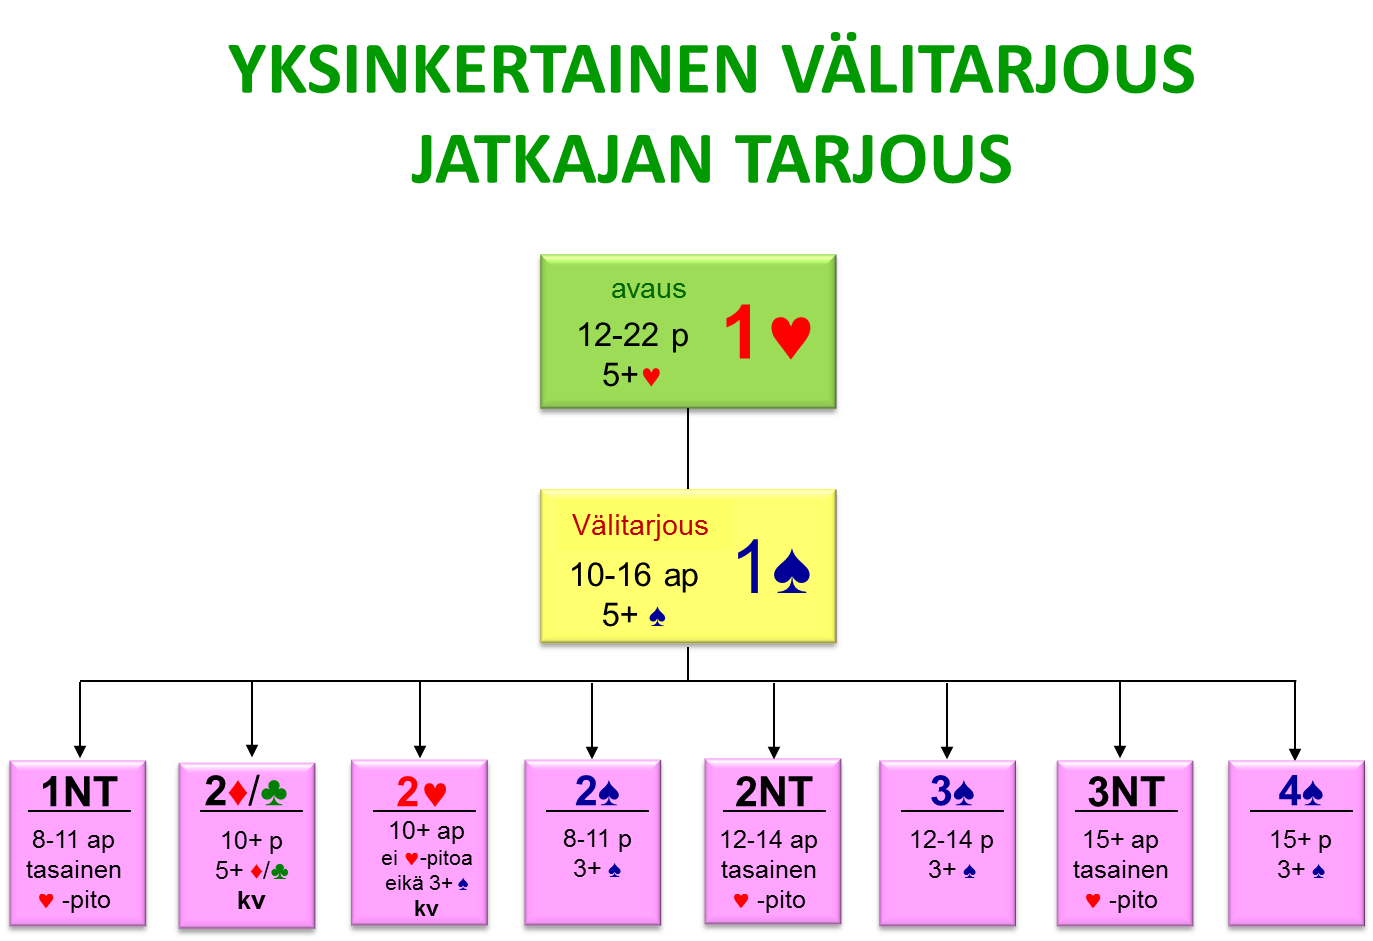 YKSINKERTAINEN VÄLITARJOUS
JATKAJAN TARJOUS
avaus
12-22 p
5+♥
1♥
Välitarjous
10-16 ap
5+ ♠
1♠
1NT
8-11 ap
tasainen
♥ -pito
2♦/♣
10+ p
5+ ♦/♣
kv
2♥
10+ ap
ei ♥-pitoa
eikä 3+ ♠
kv
2♠
8-11 p
3+ ♠
2NT
12-14 ap
tasainen
♥ -pito
3♠
12-14 p
3+ ♠
3NT
15+ ap
tasainen
♥ -pito
4♠
15+ p
3+ ♠